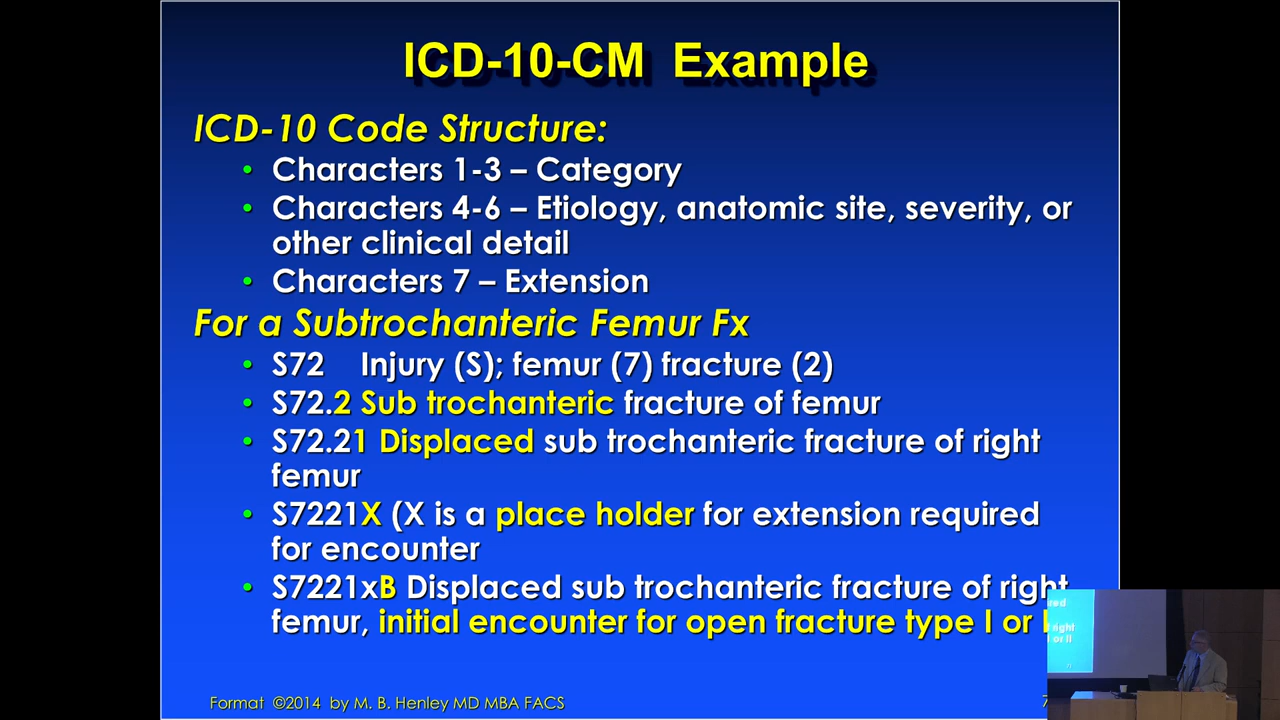 ICD-10-CM Example
ICD-10 Code Structure:
• Characters 1-3 – Category
• Characters 4-6 – Etiology, anatomic site, severity, or
other clinical detail
• Characters 7 – Extension
For a Subtrochanteric Femur Fx
• S72 Injury (S); femur (7) fracture (2)
• S72.2 Sub trochanteric fracture of femur
• S72.21 Displaced sub trochanteric fracture of right
femur
• S7221X (X is a place holder for extension required
for encounter
• S7221xB Displaced sub trochanteric fracture of right
femur, initial encounter for open fracture type I or
right
or II
Format ©2014 by M. B. Henley MD MBA FACS